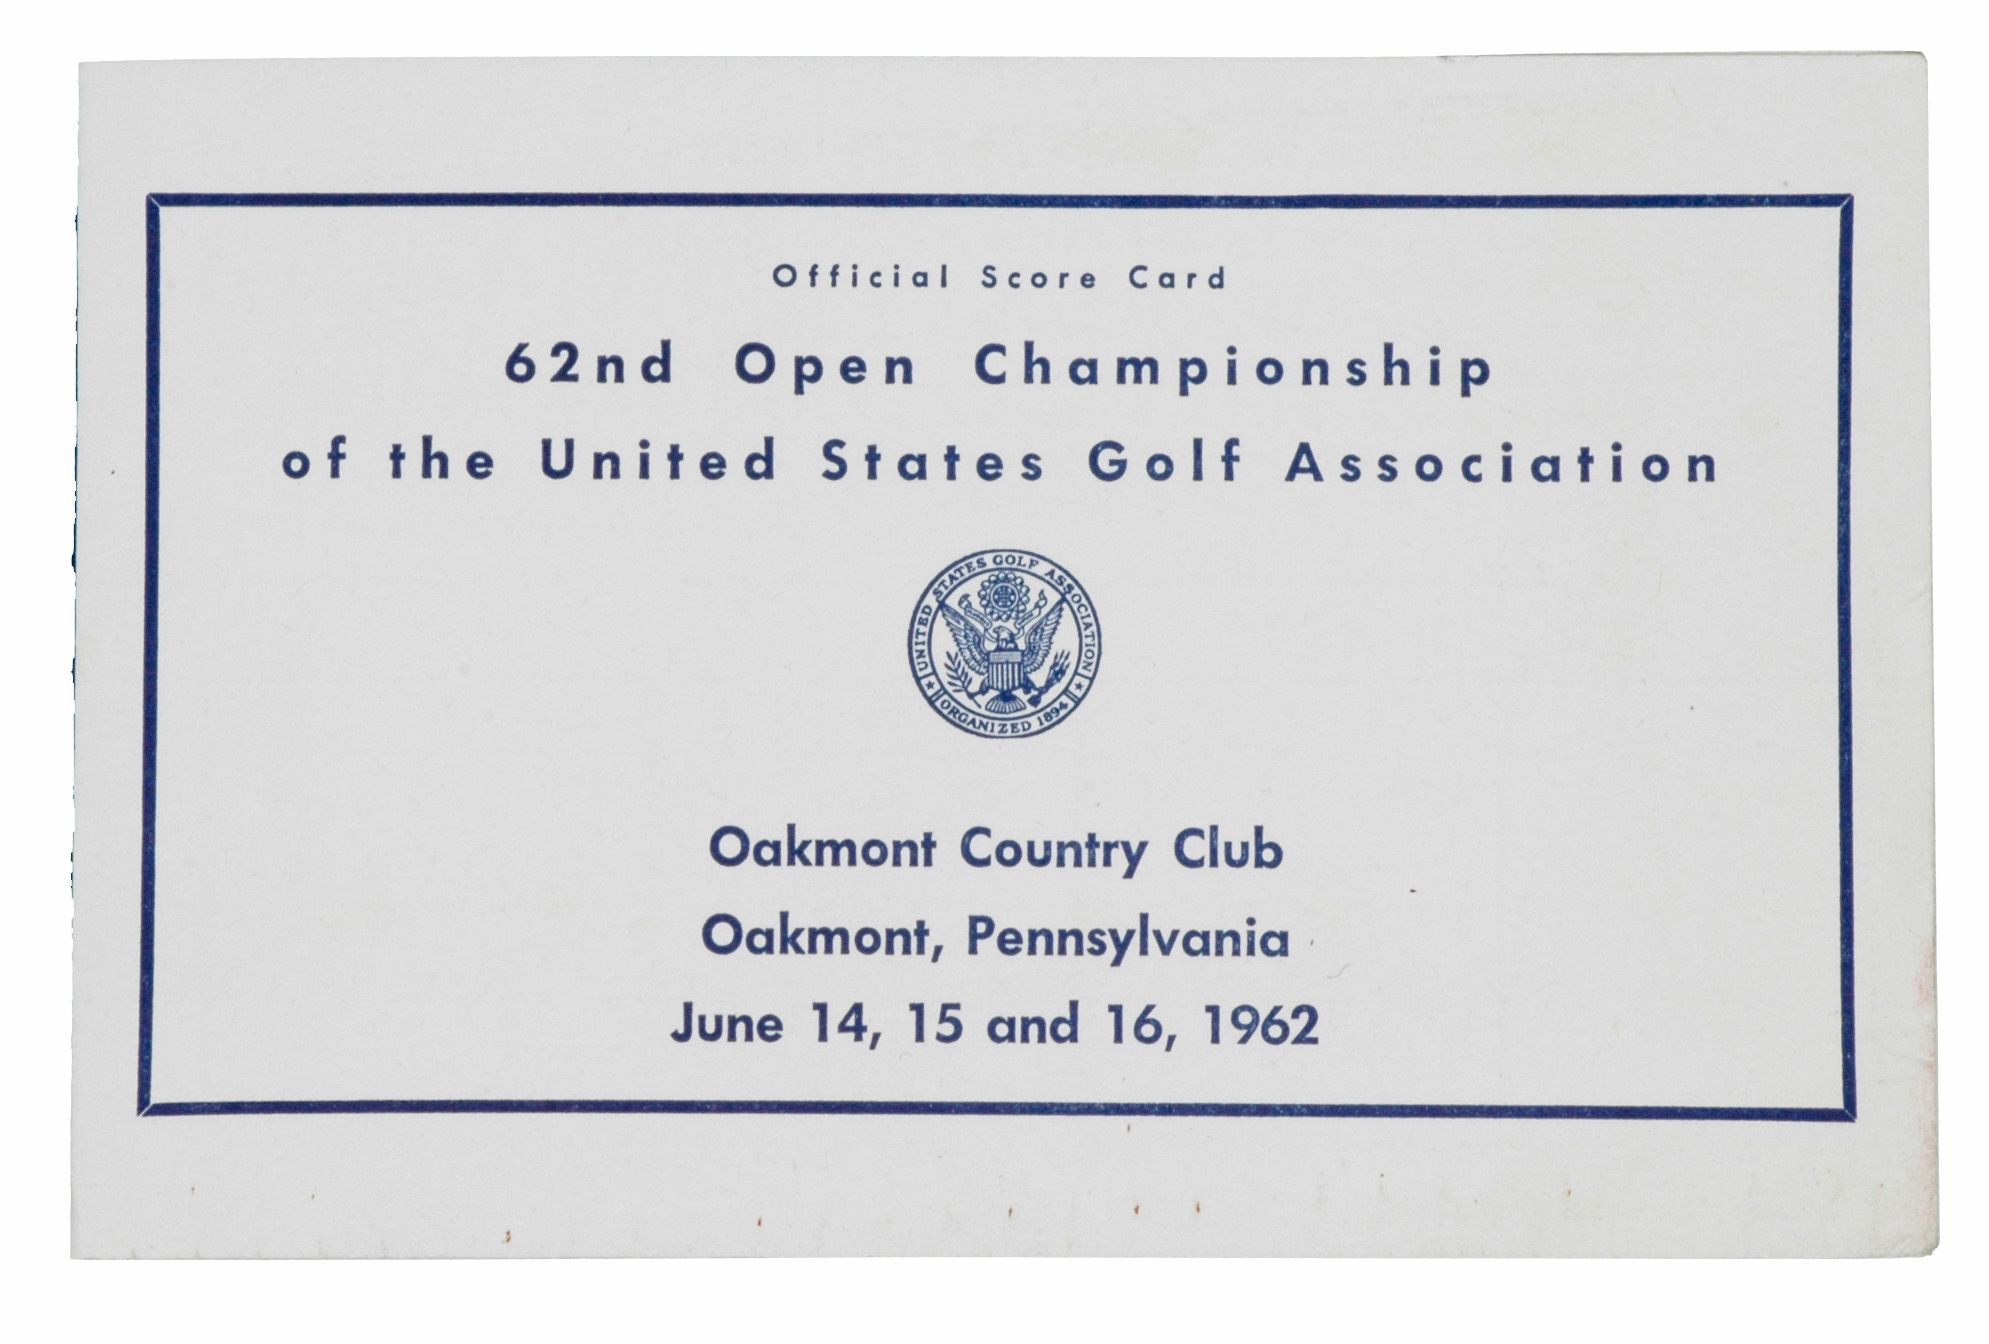 Official Score Card
62nd Open Championship
of the United States Golf Association
UNITED STATES GOLF ASSOCIATION
ORGANIZED 1894
Oakmont Country Club
Oakmont, Pennsylvania
June 14, 15 and 16, 1962